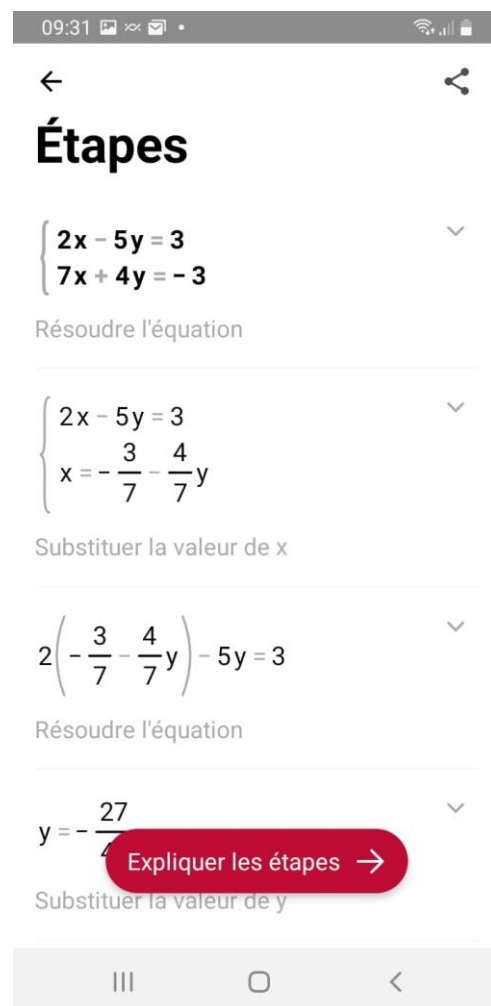 09:31
Étapes
2x - 5y = 3
7x + 4y = - 3
Résoudre l'équation
2x - 5y = 3
x = - 3/7 - 4/7 y
Substituer la valeur de x
2(- 3/7 - 4/7 y) - 5y = 3
Résoudre l'équation
y = - 27
Expliquer les étapes →
Substituer la valeur de y